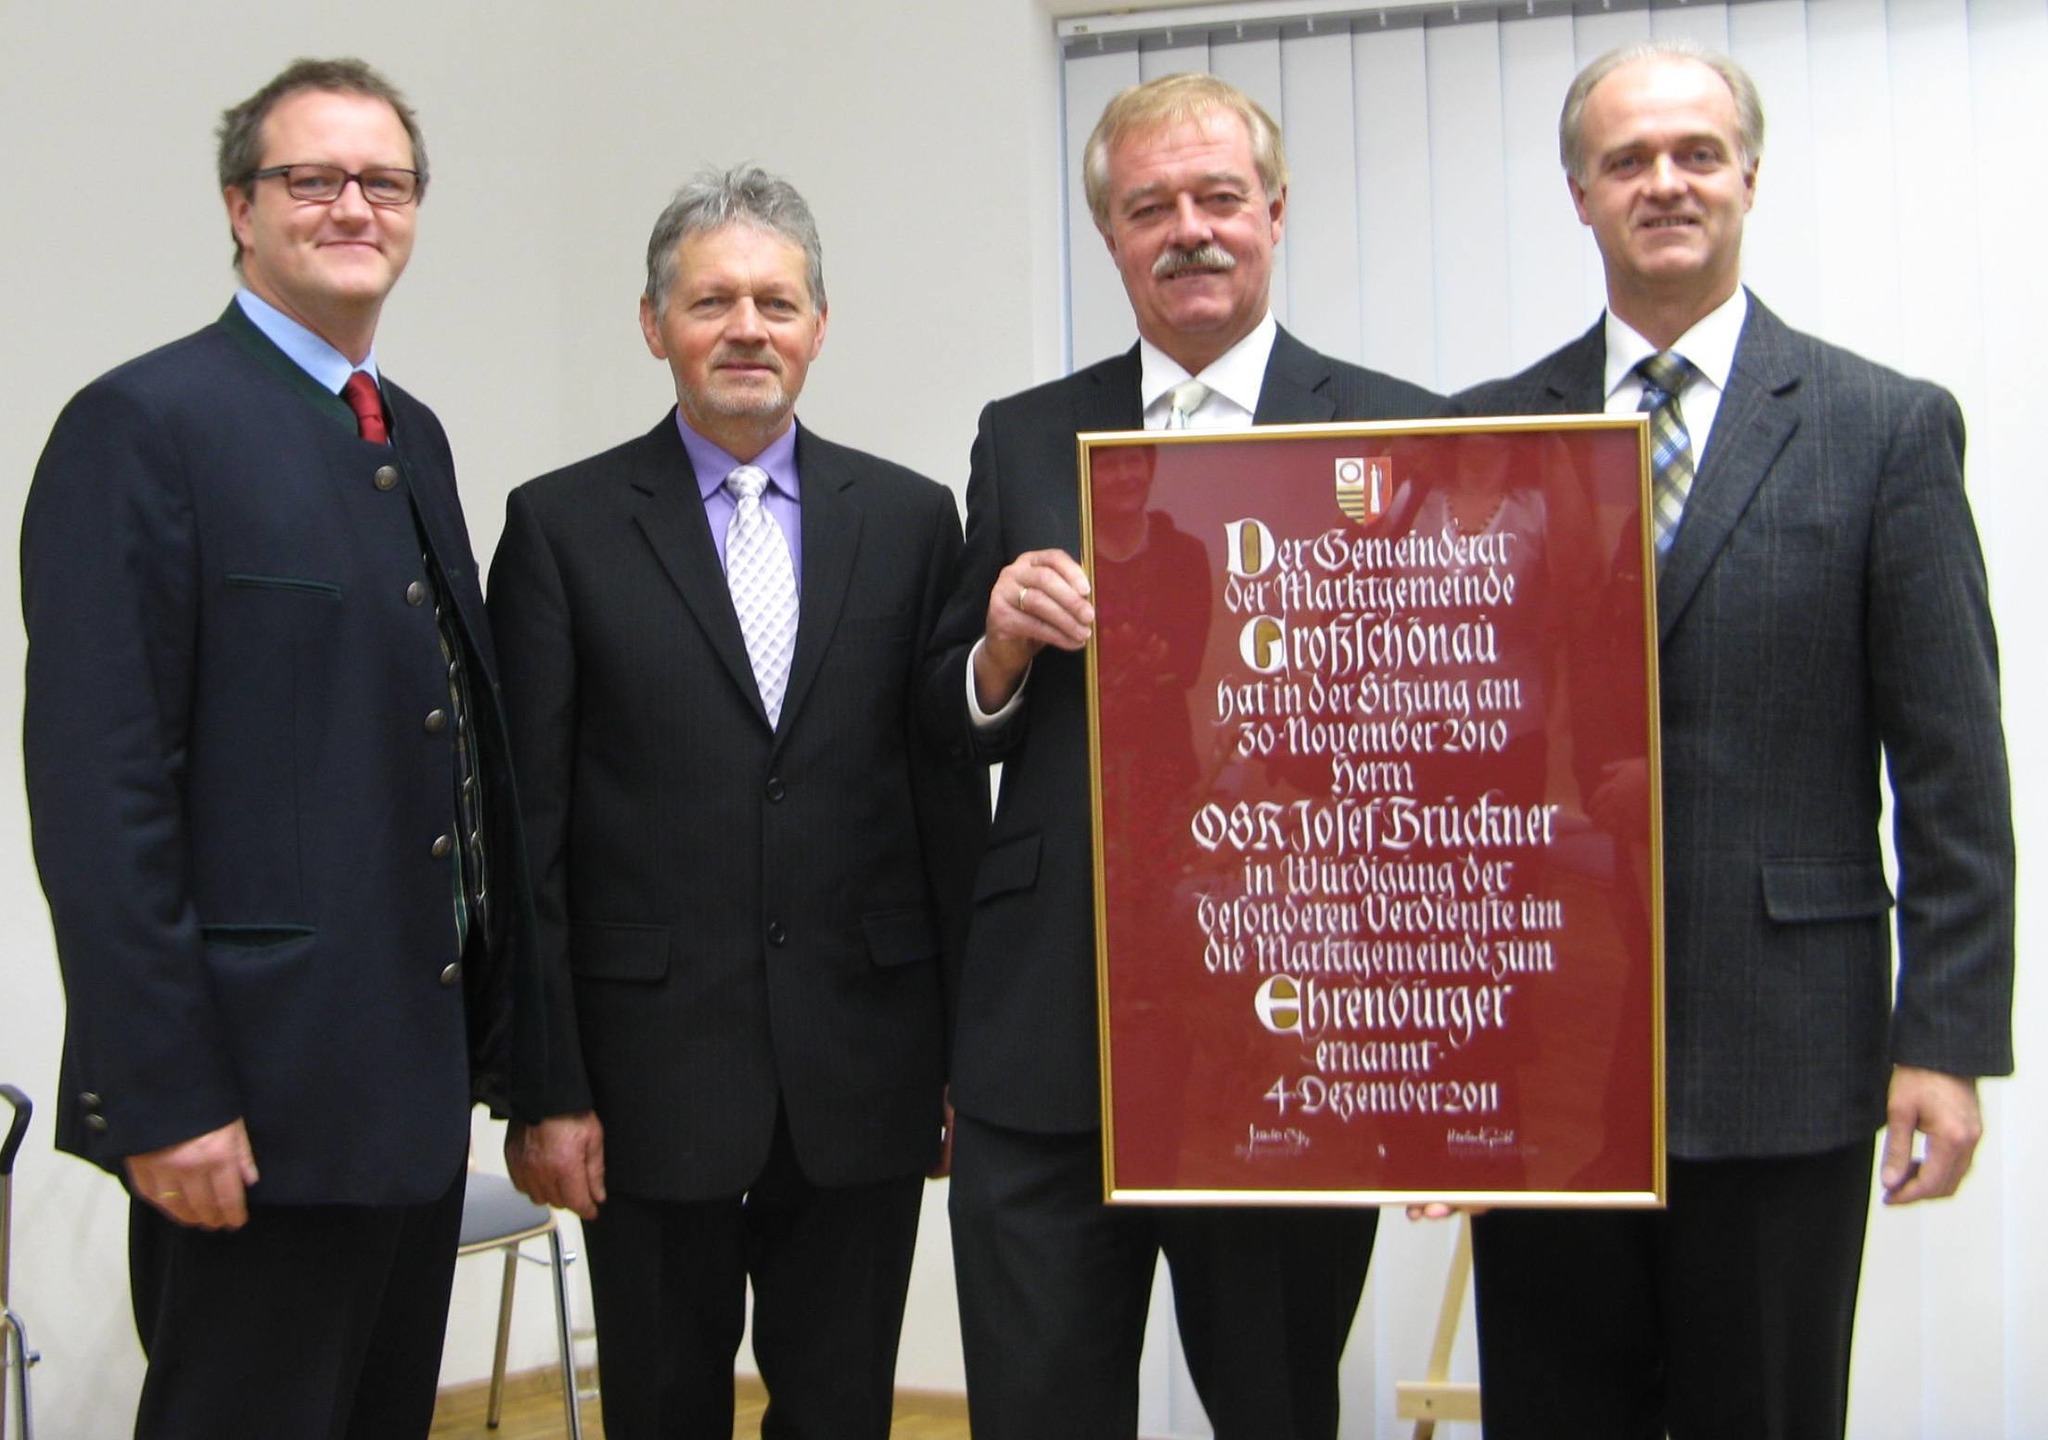 Der Gemeinderat
der Marktgemeinde
Großschönau
hat in der Sitzung am
30. November 2010
Herrn
OSR Josef Brückner
in Würdigung der
besonderen Verdienste um
die Marktgemeinde zum
Ehrenbürger
ernannt.
4. Dezember 2011